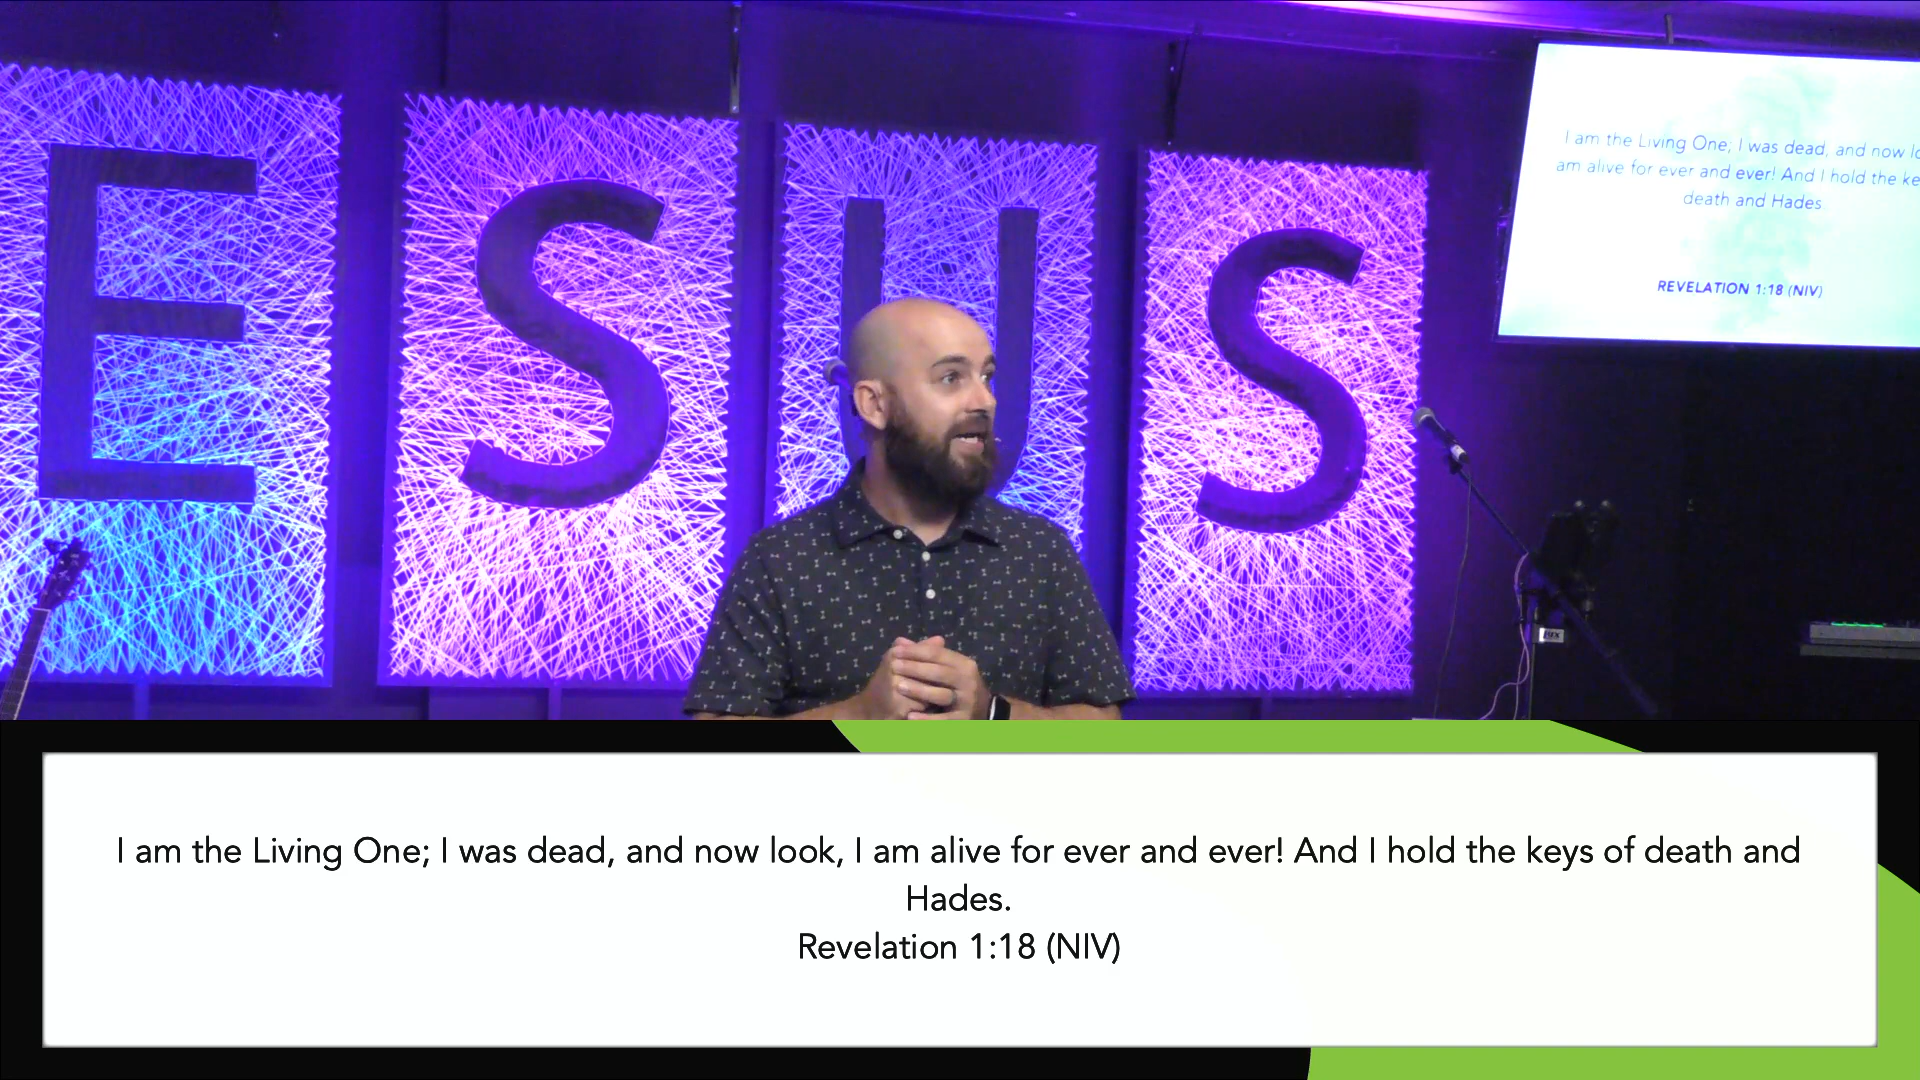 ESUS
I am the Living One; I was dead, and now
am alive for ever and ever! And I hold the
death and Hades.
REVELATION 1:18 (NIV)
I am the Living One; I was dead, and now look, I am alive for ever and ever! And I hold the keys of death and
Hades.
Revelation 1:18 (NIV)